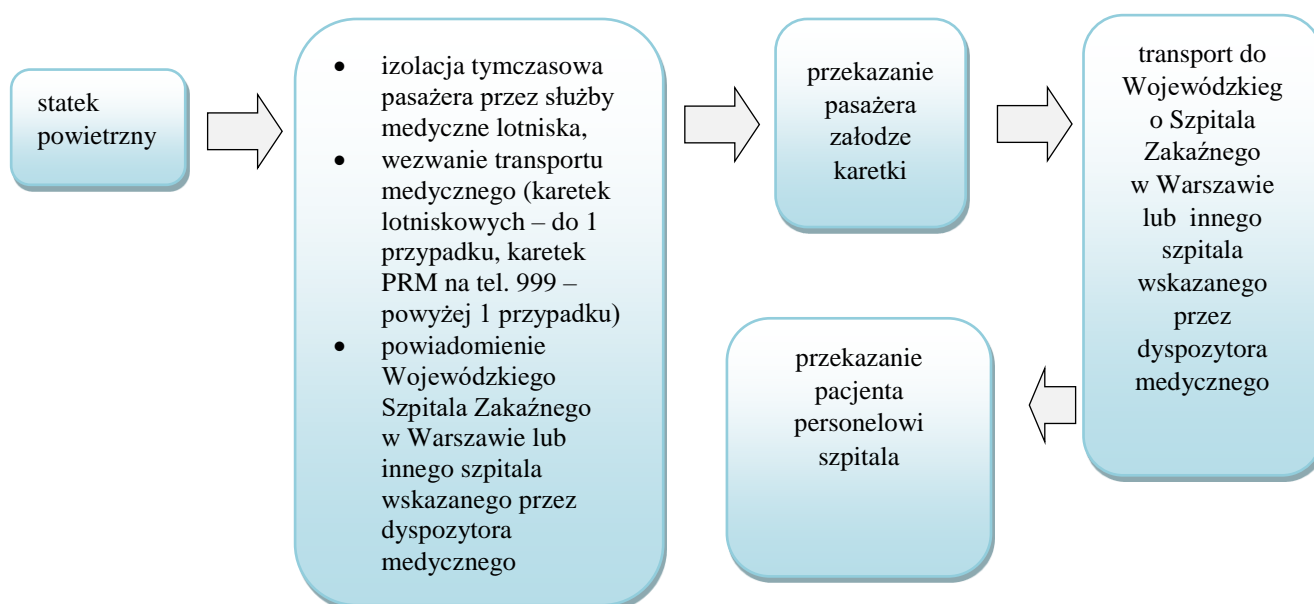 statek
powietrzny
• izolacja tymczasowa
pasażera przez służby
medyczne lotniska,
• wezwanie transportu
medycznego (karetek
lotniskowych – do 1
przypadku, karetek
PRM na tel. 999 –
powyżej 1 przypadku)
• powiadomienie
Wojewódzkiego
Szpitala Zakaźnego
w Warszawie lub
innego szpitala
wskazanego przez
dyspozytora
medycznego
przekazanie
pasażera
załodze
karetki
transport do
Wojewódzkieg
o Szpitala
Zakaźnego
w Warszawie
lub innego
szpitala
wskazanego
przez
dyspozytora
medycznego
przekazanie
pacjenta
personelowi
szpitala